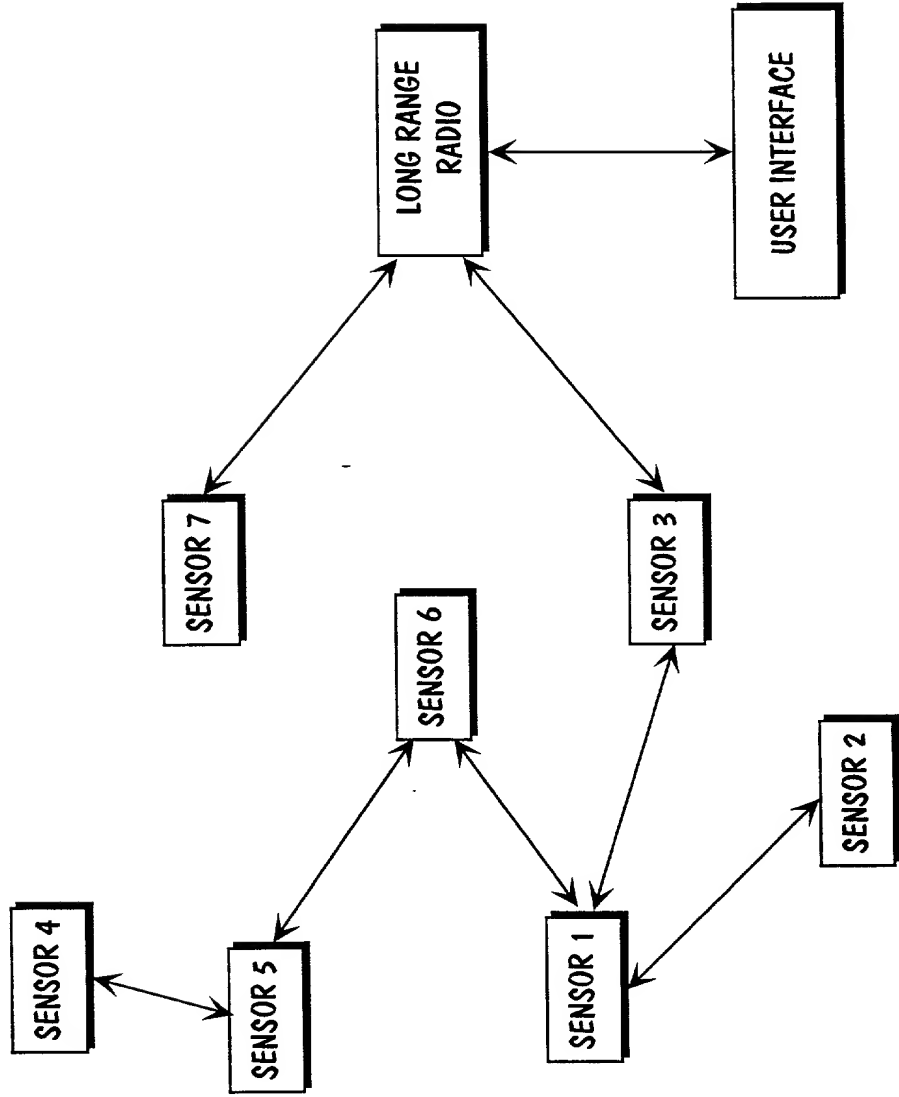 SENSOR 4
SENSOR 5
SENSOR 7
SENSOR 6
LONG RANGE
RADIO
SENSOR 1
SENSOR 3
SENSOR 2
USER INTERFACE